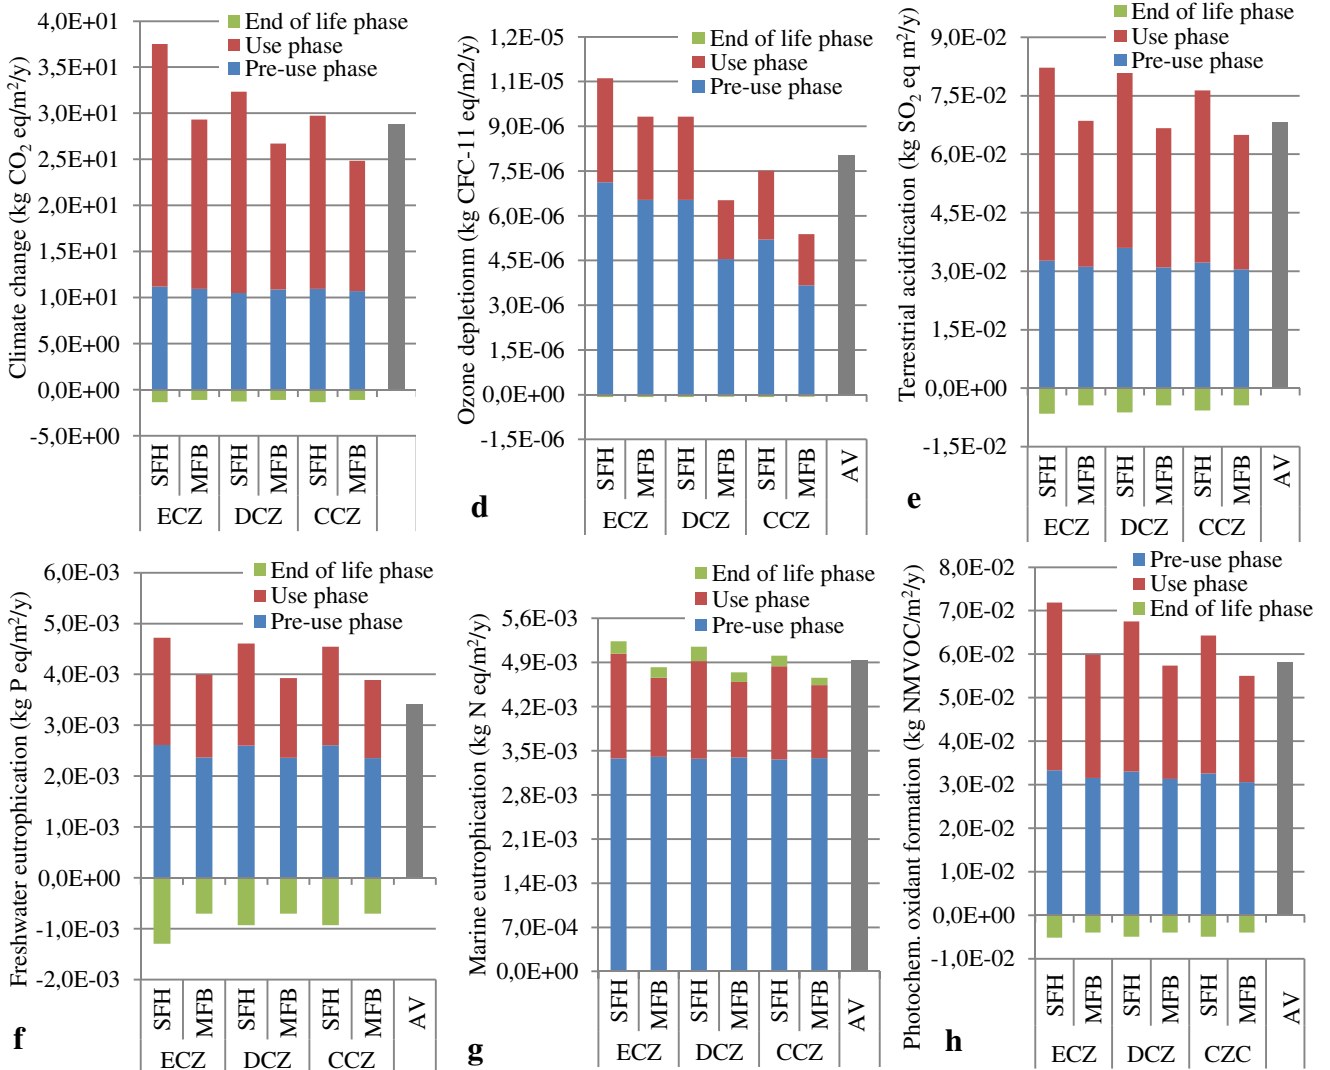 End of life phase
Use phase
Pre-use phase
Climate change (kg CO₂ eq/m²/y)
4,0E+01
3,5E+01
3,0E+01
2,5E+01
2,0E+01
1,5E+01
1,0E+01
5,0E+00
0,0E+00
-5,0E+00
SFH MFB SFH MFB SFH MFB
ECZ DCZ CCZ
End of life phase
Use phase
Pre-use phase
Ozone depletionm (kg CFC-11 eq/m2/y)
1,2E-05
1,1E-05
9,0E-06
7,5E-06
6,0E-06
4,5E-06
3,0E-06
1,5E-06
0,0E+00
-1,5E-06
SFH MFB SFH MFB SFH MFB AV
ECZ DCZ CCZ
d
End of life phase
Use phase
Pre-use phase
Terrestrial acidification (kg SO₂ eq m²/y)
9,0E-02
7,5E-02
6,0E-02
4,5E-02
3,0E-02
1,5E-02
0,0E+00
-1,5E-02
SFH MFB SFH MFB SFH MFB AV
ECZ DCZ CCZ
e
End of life phase
Use phase
Pre-use phase
Freshwater eutrophication (kg P eq/m²/y)
6,0E-03
5,0E-03
4,0E-03
3,0E-03
2,0E-03
1,0E-03
0,0E+00
-1,0E-03
-2,0E-03
SFH MFB SFH MFB SFH MFB AV
ECZ DCZ CCZ
f
End of life phase
Use phase
Pre-use phase
Marine eutrophication (kg N eq/m²/y)
5,6E-03
4,9E-03
4,2E-03
3,5E-03
2,8E-03
2,1E-03
1,4E-03
7,0E-04
0,0E+00
SFH MFB SFH MFB SFH MFB AV
ECZ DCZ CCZ
g
Pre-use phase
Use phase
End of life phase
Photochem. oxidant formation (kg NMVOC/m²/y)
8,0E-02
7,0E-02
6,0E-02
5,0E-02
4,0E-02
3,0E-02
2,0E-02
1,0E-02
0,0E+00
-1,0E-02
SFH MFB SFH MFB SFH MFB AV
ECZ DCZ CZC
h